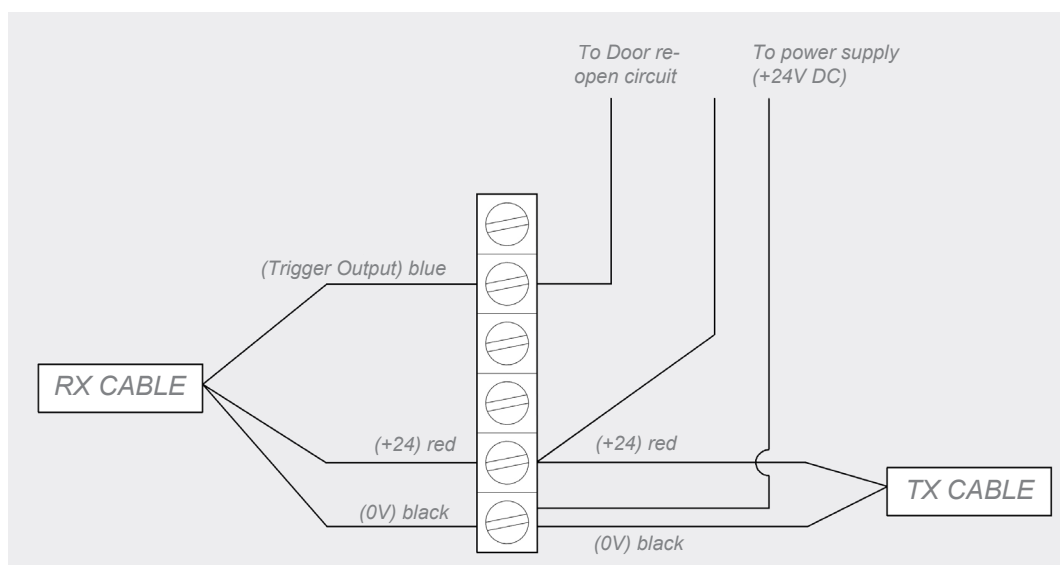 To Door re-
open circuit
To power supply
(+24V DC)
(Trigger Output) blue
RX CABLE
(+24) red
(+24) red
TX CABLE
(0V) black
(0V) black